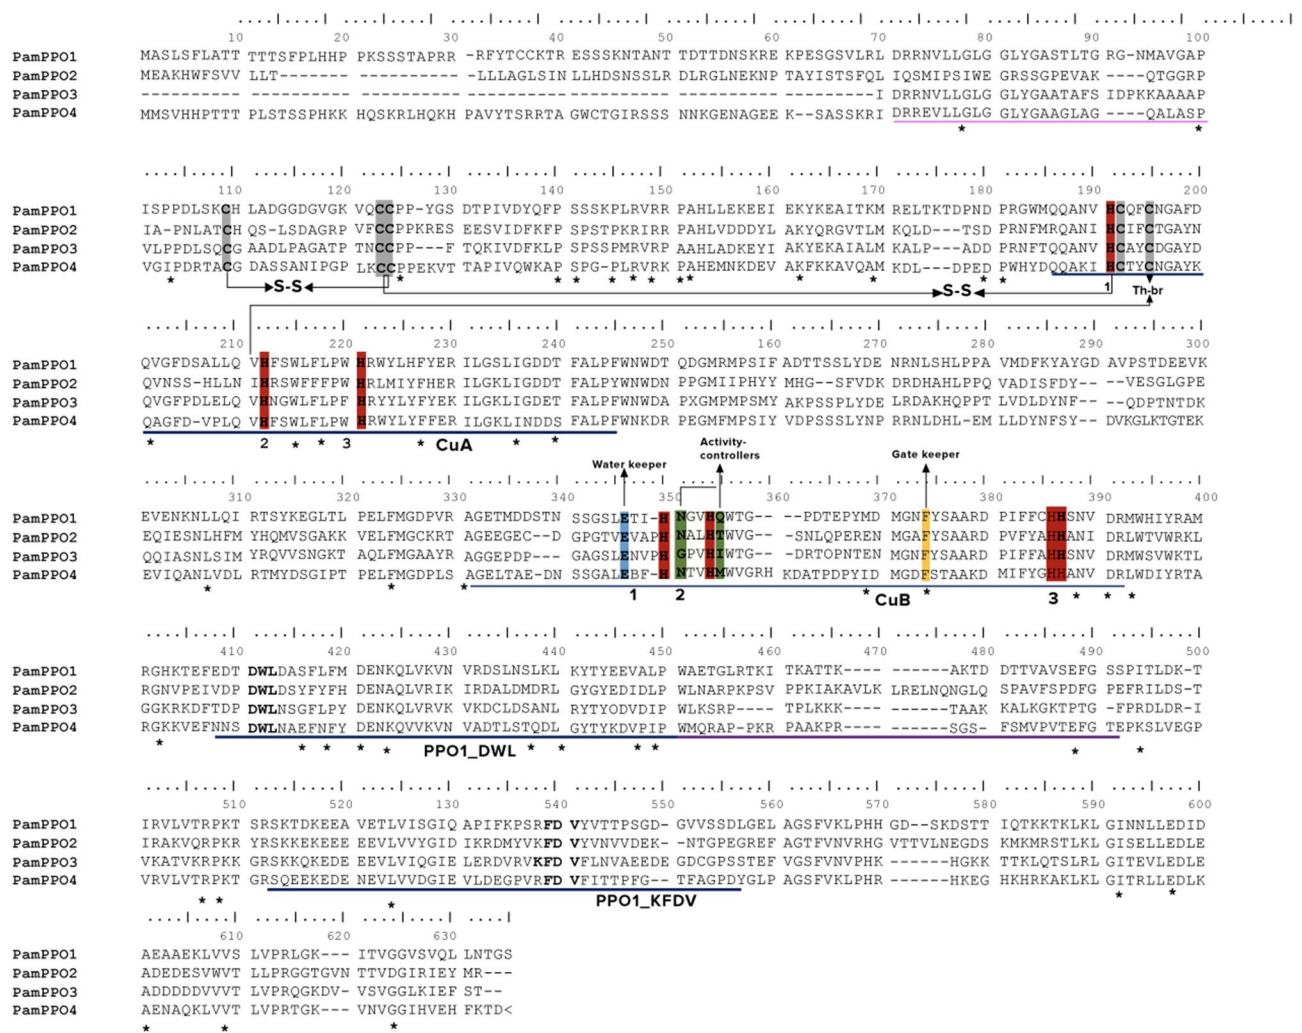 10 20 30 40 50 60 70 80 90 100
PamPPO1 MASLSFLATT TTTTSFPLHHP PKSSSSTAPRR -RFYTCCKTR ESSSKNTANT TDTTDNSKRE KPESGSVLRL DRRNVLLGLG GLYGASTLTG RG-NMAVGAP
PamPPO2 MEAKHWFSVV LLT------- ---------- -LLLAGLSINL LLHDSNSSLR DLRGLNEKNP TAYISTSFQL IQSMIPSIWE GRSSGPEVAK ---QTGGRP
PamPPO3 ---------- ---------- ---------- ---------- ---------- ---------- ---------I DRRNVLLGLG GLYGAATAFS IDPKKAAAAP
PamPPO4 MMSVHHPTTT PLSTSSPHKK HQSKRLHQKH PAVYTSRRTA GWCTGIRSSS NNKGENAGEE K--SASSKRI DRREVLLGLG GLYGAAGLAG ----QALASP
* *
110 120 130 140 150 160 170 180 190 200
PamPPO1 ISPPDLSKCH LADGGDGVGK VQCCPP-YGS DTPIVDYQFP SSSKPLRVRR PAHLLEKEEI EKYKEAITKM RELTKTDPND PRGWMQQANV HCQFCNGAFD
PamPPO2 IA-PNLATCH QS-LSDAGRP VFCCPPKRES EESVIDFKFP SPSTPKRIRR PAHLVDDDYL AKYQRGVTLM KQLD---TSD PRNFMRQANI HCIFCTGAYN
PamPPO3 VLPPDLSQCG AADLPAGATP TNCCPP---F TQKIVDFKLP SPSSPMRVRP AAHLADKEYI AKYEKAIALM KALP---ADD PRNFTQQANV HCAYCDGAYD
PamPPO4 VGIPDRTACG DASSANIPGP LKCCPPEKVT TAPIVQWKAP SPG-PLRVRK PAHEMNKDEV AKFKKAVQAM KDL---DPED PWHYDQQAKI HCTYCNGAYK
* * * * * * * * * * * * *
S-S S-S 1 Th-br
210 220 230 240 250 260 270 280 290 300
PamPPO1 QVGFDSALLQ VHFSWLFLPW HRWYLHFYER ILGSLIGDDT FALPFWNWDT QDGMRMPSIF ADTTSSLYDE NRNLSHLPPA VMDFKYAYGD AVPSTDEEVK
PamPPO2 QVNSS-HLLN IHRSWFFFPW HRLMIYFHER ILGKLIGDDT FALPYWNWDN PPGMIIPHYY MHG--SFVDK DRDHAHLPPQ VADISFDY-- --VESGLGPE
PamPPO3 QVGFPDLELQ VHNGWLFLPF HRYYLYFYEK ILGKLIGDET FALPFWNWDA PXGMPMPSMY AKPSSPLYDE LRDAKHQPPT LVDLDYNF-- --QDPTNTDK
PamPPO4 QAGFD-VPLQ VHFSWLFLPW HRWYLYFFER ILGKLINDDS FALPFWNKDR PEGMFMPSIY VDPSSSLYNP RRNLDHL-EM LLDYNFSY-- DVKGLKTGTEK
* 2 * * 3 * CuA * *
Water keeper Activity-controllers Gate keeper
310 320 330 340 350 360 370 380 390 400
PamPPO1 EVENKNLLQI RTSYKEGLTL PELFMGDPVR AGETMDDSTN SSGSLETI-H NGVHQWTG-- --PDTEPYMD MGNFYSAARD PIFFCHHSNV DRMWHIYRAM
PamPPO2 EQIESNLHFM YHQMVSGAKK VELFMGCKRT AGEEGEC--D GPGTVEVAPH NALHTWVG-- --SNLQPEREN MGAFYSAARD PVFYAHHANI DRLWTVWRKL
PamPPO3 QQIASNLSIM YRQVVSNGKT AQLFMGAAYR AGGEPDP--- GAGSLENVPH GPVHIWTG-- --DRTOPNTEN MGNFYSAARD PIFFAHHSNV DRMWSVWKTL
PamPPO4 EVIQANLVDL RTMYDSGIPT PELFMGDPLS AGELTAE-DN SSGALEBF-H NTVHMWVGRH KDATPDPYID MGDFSTAAKD MIFYGHHANV DRLWDIYRTA
* * * 1 2 * CuB * 3 * * *
410 420 430 440 450 460 470 480 490 500
PamPPO1 RGHKTEFEDT DWLDASFLFM DENKQLVKVN VRDSLNSLKL KYTYEEVALP WAETGLRTKI TKATTK---- ------AKTD DTTVAVSEFG SSPITLDK-T
PamPPO2 RGNVPEIVDP DWLDSYFYFH DENAQLVRIK IRDALDMDRL GYGYEDIDLP WLNARPKPSV PPKIAKAVLK LRELNQNGLQ SPAVFSPDFG PEFRILDS-T
PamPPO3 GGKRKDFTDP DWLNSGFLPY DENKQLVRVK VKDCLDSANL RYTYODVDIP WLKSRP---- TPLKKK---- ------TAAK KALKGKTPTG -FPRDLDR-I
PamPPO4 RGKKVEFNNS DWLNAEFNFY DENKQVVKVN VADTLSTQDL GYTYKDVPIP WMQRAP-PKR PAAKPR---- ------SGS- FSMVPVTEFG TEPKSLVEGP
* * * * * PPO1_DWL * * * * * *
510 520 130 540 550 560 570 580 590 600
PamPPO1 IRVLVTRPKT SRSKTDKEEA VETLVISGIQ APIFKPSRFD VYVTTPSGD- GVVSSDLGEL AGSFVKLPHH GD--SKDSTT IQTKKTKLKL GINNLLEDID
PamPPO2 IRAKVQRPKR YRSKKEKEEE EELVVYGIDI IKRDMYVKFD VYVNVVDEK- -NTGPEGREF AGTFVNVRHG VTTVLNEGDS KMKMRSTLKL GISELLEDLE
PamPPO3 VKATVKRPKK GRSKKQKEDE EEVLVIQGIE LERDVRVKFD VFLNVAEEDE GDCGPSSTEF VGSFVNVPHK -----HGKK TTKLQTSLRL GITEVLEDLE
PamPPO4 VRVLVTRPKT GRSQEEKEDE NEVLVVDGIE VLDEGPVRFD VFITTPFG-- TFAGPDYGLP AGSFVKLPHR -----HKEG HKHRKAKLKL GITRLLEDLK
* * * PPO1_KFDV * *
610 620 630
PamPPO1 AEAAEKLVVS LVPRLGK--- ITVGGVSVQL LNTGS
PamPPO2 ADEDESVWVT LLPRGGTGVN TTVDGIRIEY MR---
PamPPO3 ADDDDDVVVT LVPRQGKDV- VSVGGLKIEF ST--
PamPPO4 AENAQKLVVT LVPRTGK--- VNVGGIHVEH FKTD<
* * *